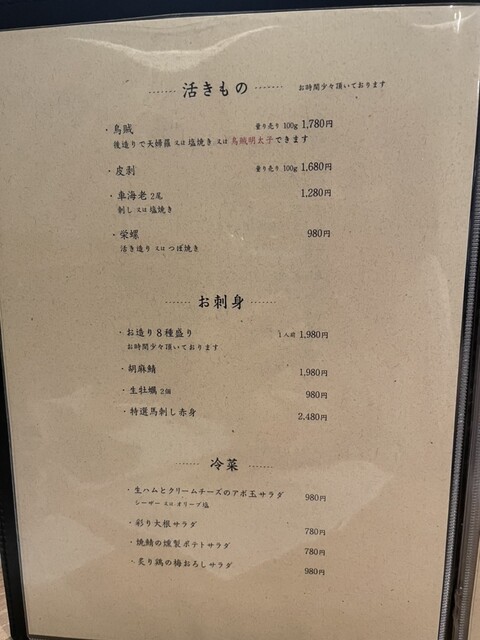 活きもの お時間少々頂いております
・烏賊 量り売り 100g 1,780円
後造りで天婦羅 又は 塩焼き 又は 烏賊明太子できます
・皮剥 量り売り 100g 1,680円
・車海老 2尾 1,280円
刺し 又は 塩焼き
・栄螺 980円
活き造り 又は つぼ焼き
お刺身
・お造り8種盛り 1人前 1,980円
お時間少々頂いております
・胡麻鯖 1,980円
・生牡蠣 2個 980円
・特選馬刺し赤身 2,480円
冷菜
・生ハムとクリームチーズのアボ玉サラダ 980円
シーザー 又は オリーブ塩
・彩り大根サラダ 780円
・焼鯖の燻製ポテトサラダ 780円
・炙り鶏の梅おろしサラダ 980円